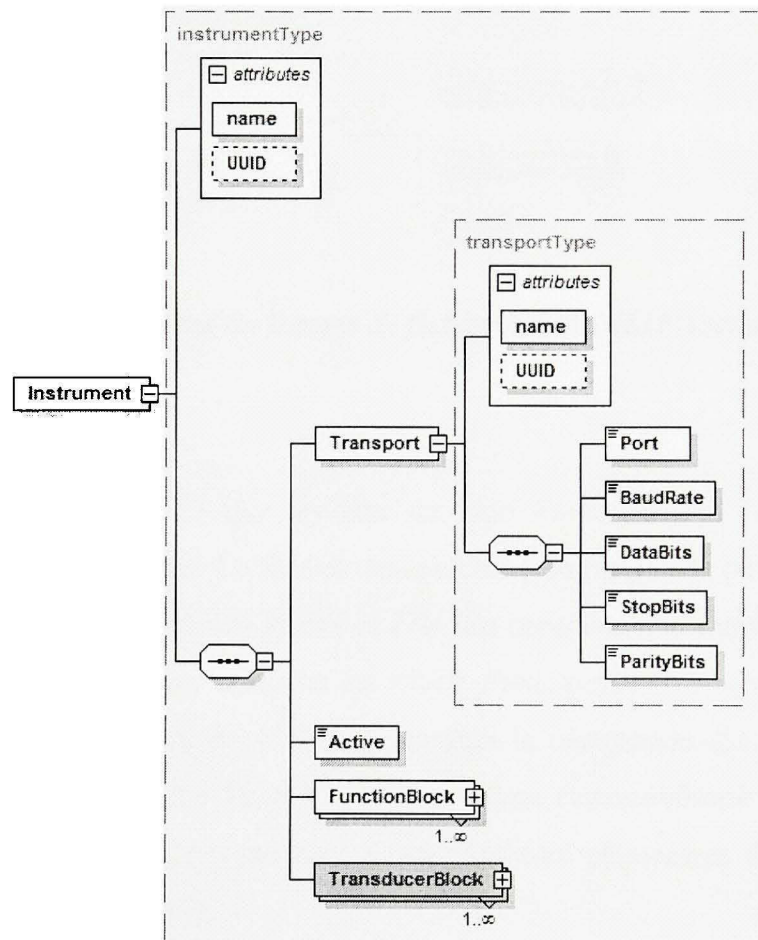 instrumentType
attributes
name
UUID
transportType
attributes
name
UUID
Instrument
Transport
Port
BaudRate
DataBits
StopBits
ParityBits
Active
FunctionBlock
1..∞
TransducerBlock
1..∞